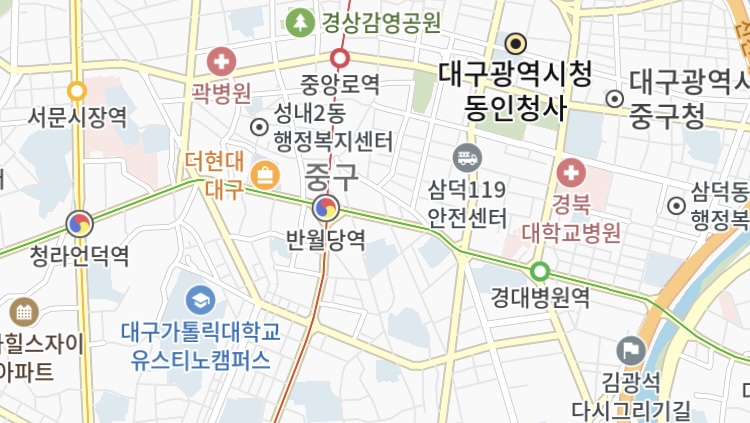 경상감영공원
대구광역시청
동인청사
중앙로역
곽병원
대구광역시
중구청
서문시장역
성내2동
행정복지센터
더현대
대구
중구
삼덕119
안전센터
경북
대학교병원
삼덕동
행정복
반월당역
청라언덕역
경대병원역
대구가톨릭대학교
유스티노캠퍼스
힐스자이
아파트
김광석
다시그리기길